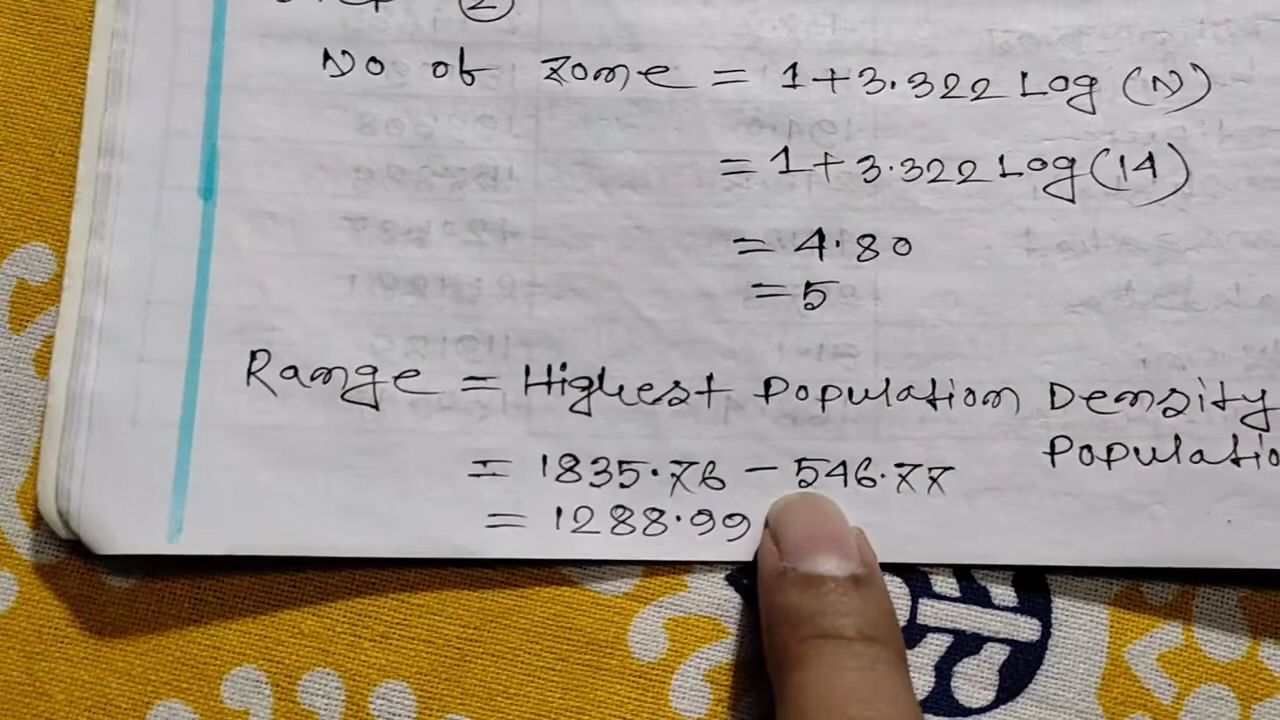 ②
No of zone = 1+3.322 Log (N)
= 1+3.322 Log (14)
= 4.80
= 5
Range = Highest Population Density
Populatio
= 1835.76 - 546.77
= 1288.99